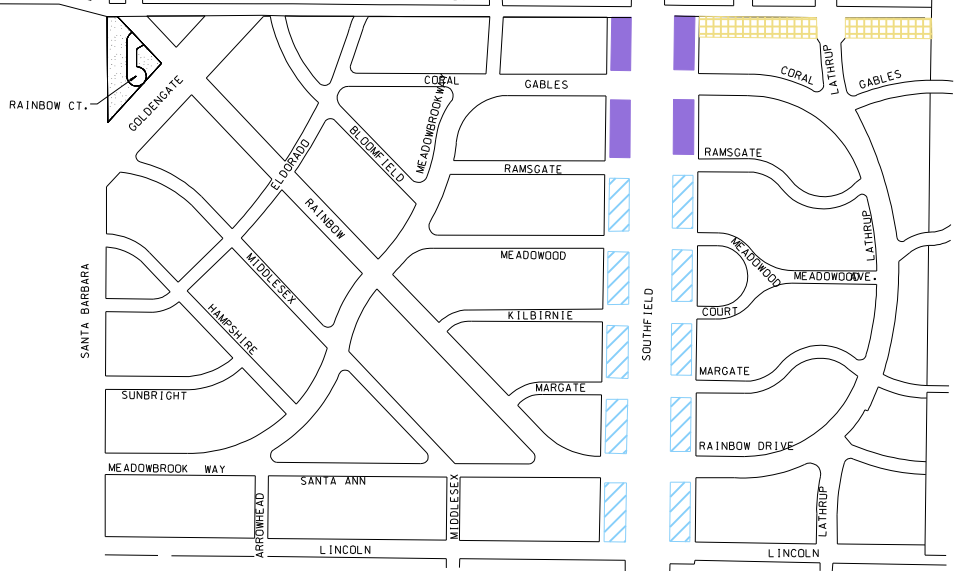 CORAL
GABLES
CORAL
LATHRUP
GABLES
RAINBOW CT.
GOLDENGATE
MEADOWBROOKWAY
BLOOMFIELD
ELDORADO
RAMSGATE
RAMSGATE
RAINBOW
LATHRUP
MEADOWOOD
MEADOWOOD
MIDDLESEX
MEADOWOOD AVE.
SANTA BARBARA
HAMPSHIRE
KILBIRNIE
SOUTHFIELD
COURT
MARGATE
MARGATE
SUNBRIGHT
RAINBOW DRIVE
MEADOWBROOK WAY
SANTA ANN
MIDDLESEX
ARROWHEAD
LATHRUP
LINCOLN
LINCOLN